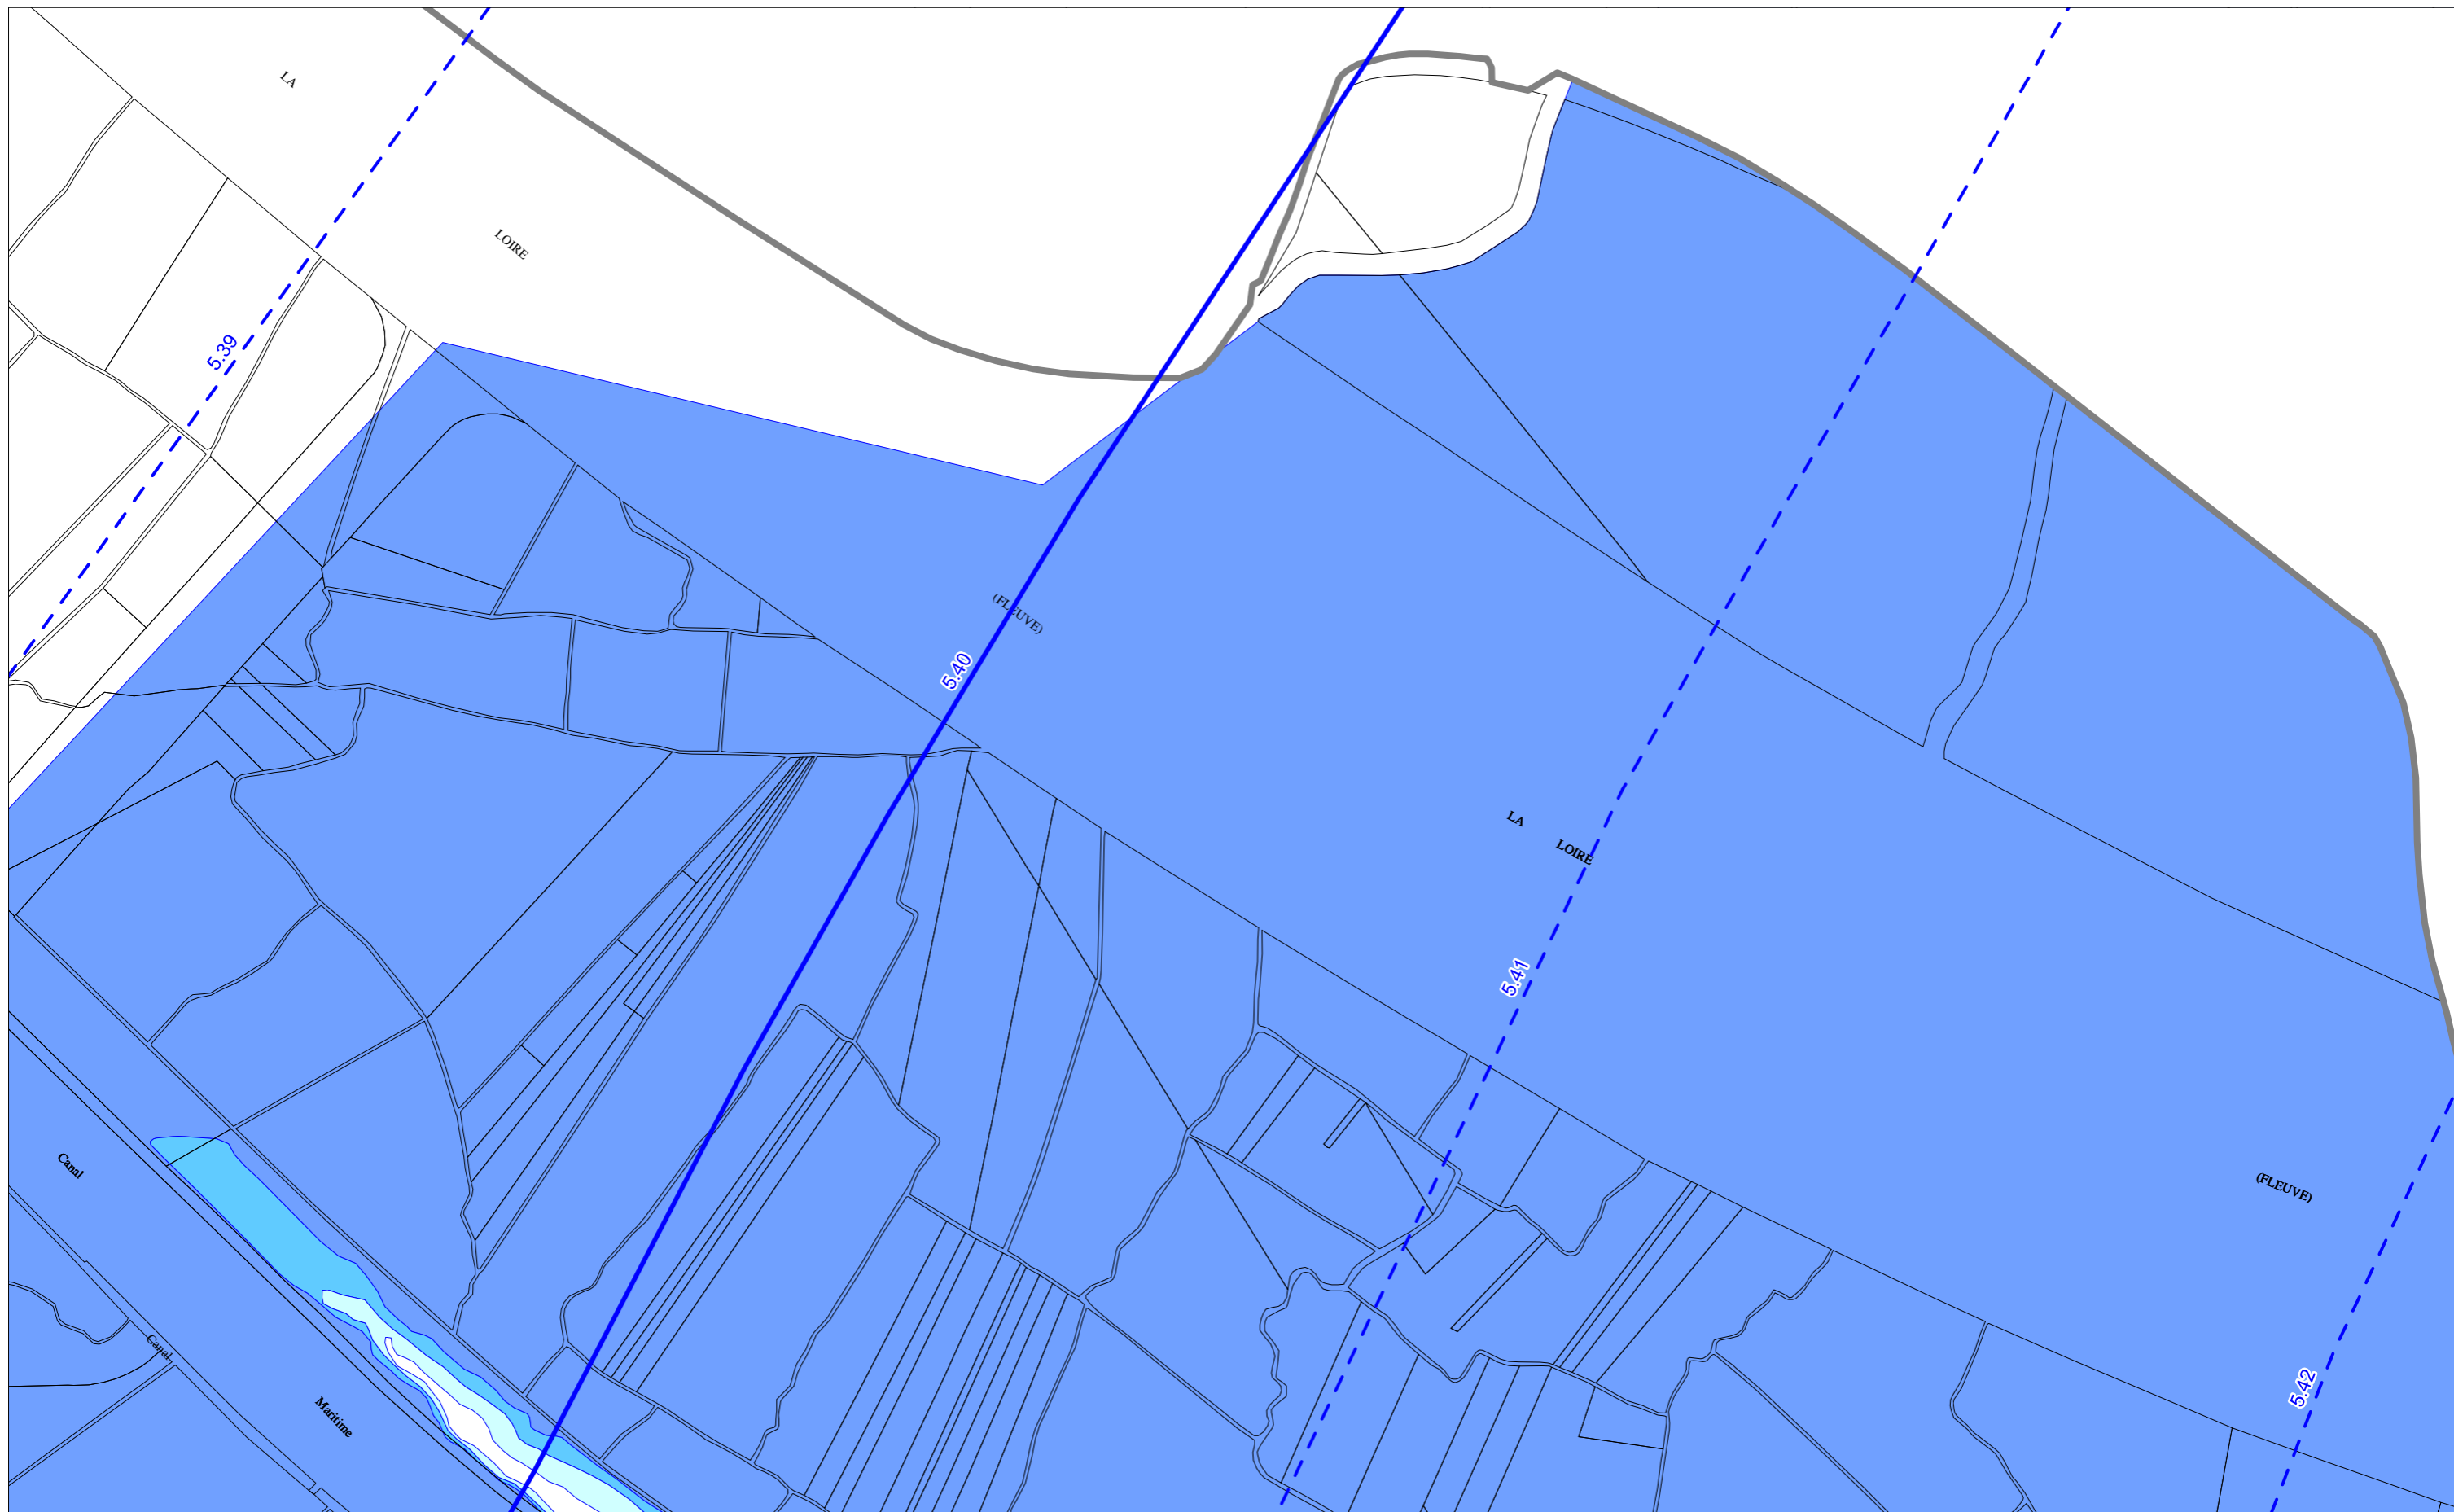 LA
LOIRE
5.39
(FLEUVE)
5.40
LA
LOIRE
5.41
Canal
(FLEUVE)
Canal
Maritime
5.42